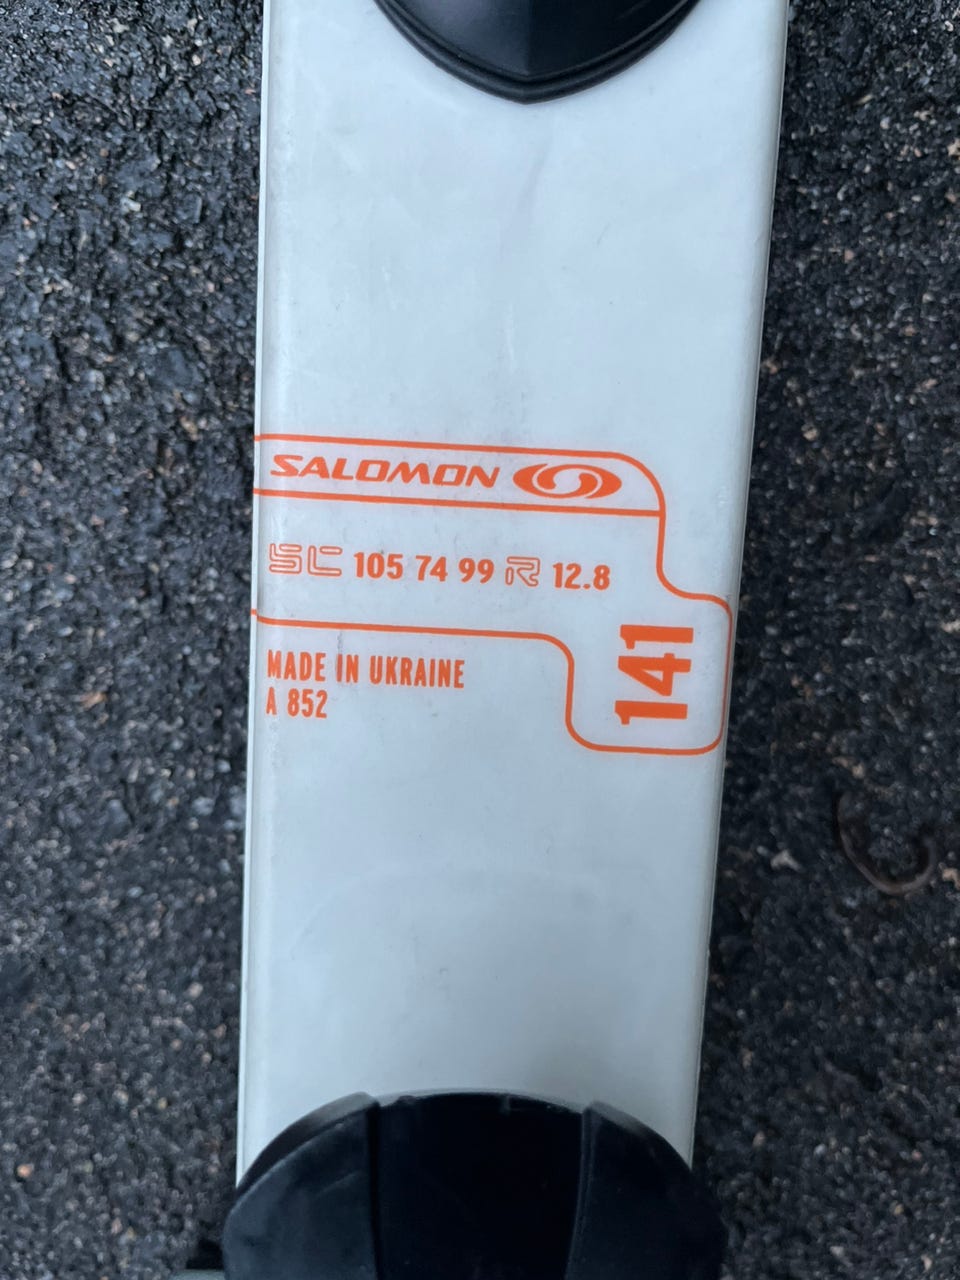 SALOMON
SC 105 74 99 R 12.8
141
MADE IN UKRAINE
A 852